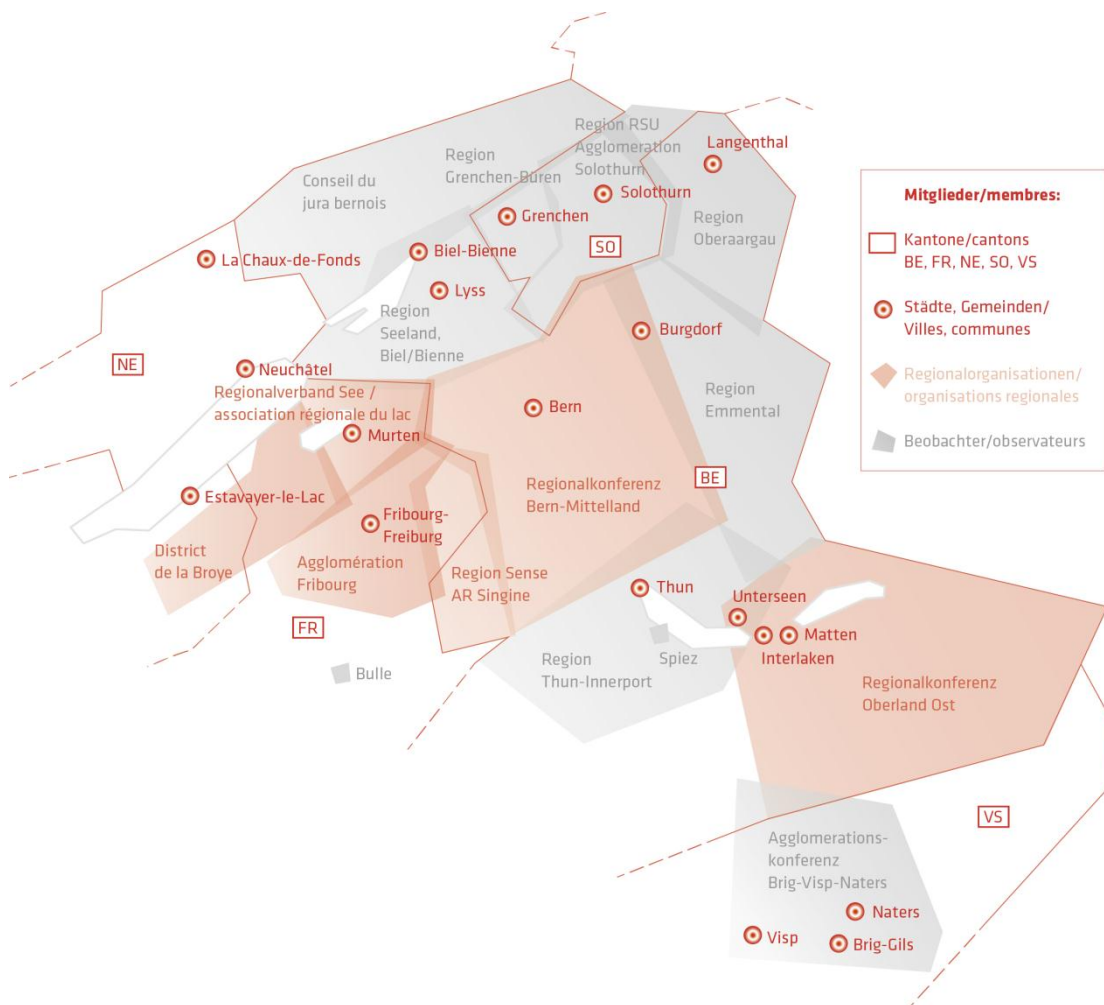 Region RSU
Agglomeration
Solothurn
Langenthal
Region
Grenchen-Büren
Conseil du
jura bernois
Solothurn
Grenchen
Region
Oberaargau
SO
La Chaux-de-Fonds
Biel-Bienne
Lyss
Region
Seeland,
Biel/Bienne
Burgdorf
NE
Neuchâtel
Regionalverband See /
association régionale du lac
Murten
Bern
Region
Emmental
BE
Regionalkonferenz
Bern-Mittelland
Estavayer-le-Lac
Fribourg-
Freiburg
District
de la Broye
Agglomération
Fribourg
Region Sense
AR Singine
Thun
Unterseen
FR
Matten
Interlaken
Bulle
Region
Thun-Innerport
Spiez
Regionalkonferenz
Oberland Ost
VS
Agglomerations-
konferenz
Brig-Visp-Naters
Naters
Visp
Brig-Gils
Mitglieder/membres:
Kantone/cantons
BE, FR, NE, SO, VS
Städte, Gemeinden/
Villes, communes
Regionalorganisationen/
organisations regionales
Beobachter/observateurs